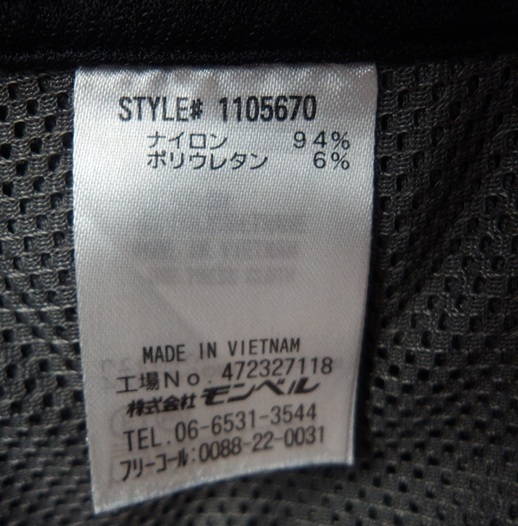 STYLE# 1105670
ナイロン 94%
ポリウレタン 6%
MADE IN VIETNAM
工場No. 472327118
株式会社 モンベル
TEL. 06-6531-3544
フリーコール:0088-22-0031